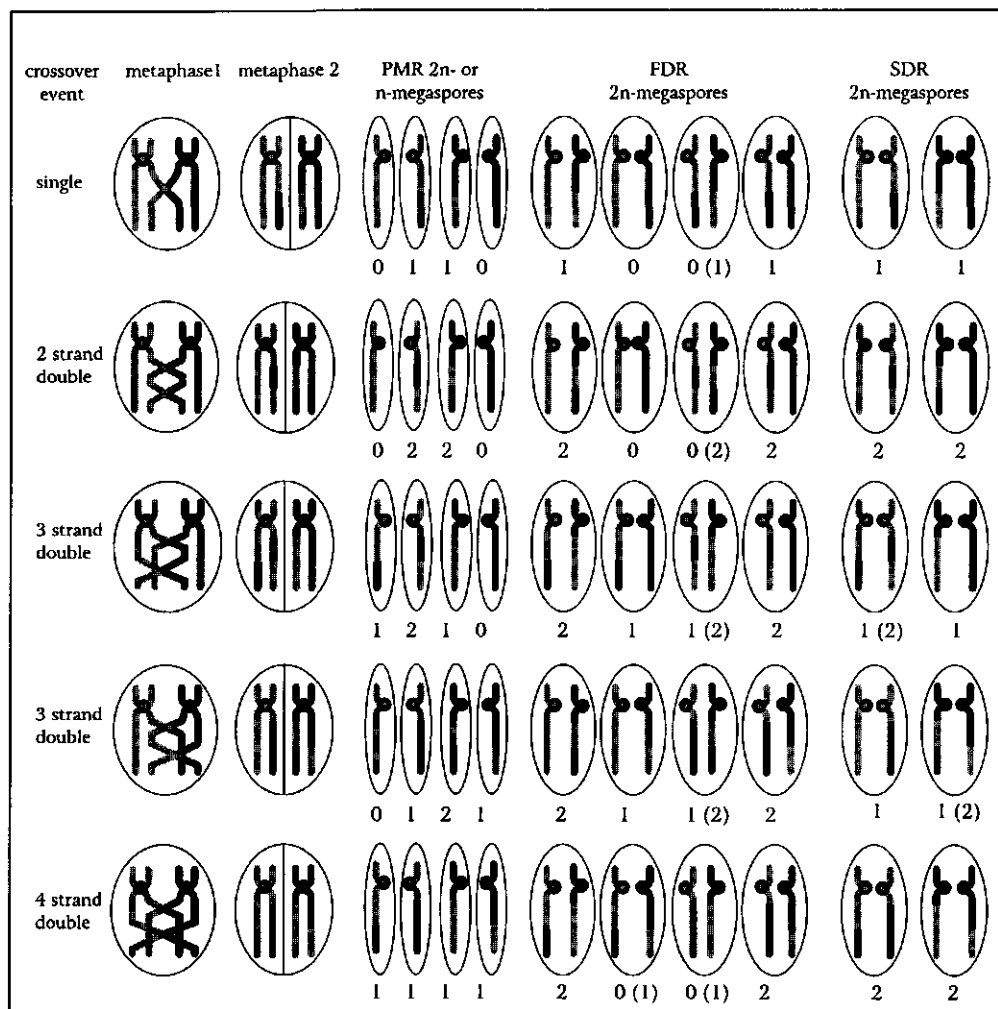 crossover event metaphase1 metaphase 2 PMR 2n- or n-megaspores FDR 2n-megaspores SDR 2n-megaspores
single
0 1 1 0 1 0 0 (1) 1 1 1
2 strand double
0 2 2 0 2 0 0 (2) 2 2 2
3 strand double
1 2 1 0 2 1 1 (2) 2 1 (2) 1
3 strand double
0 1 2 1 2 1 1 (2) 2 1 1 (2)
4 strand double
1 1 1 1 2 0 (1) 0 (1) 2 2 2